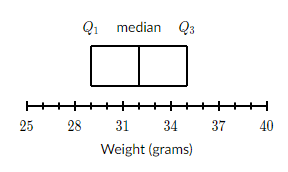 Q₁ median Q₃
25 28 31 34 37 40
Weight (grams)